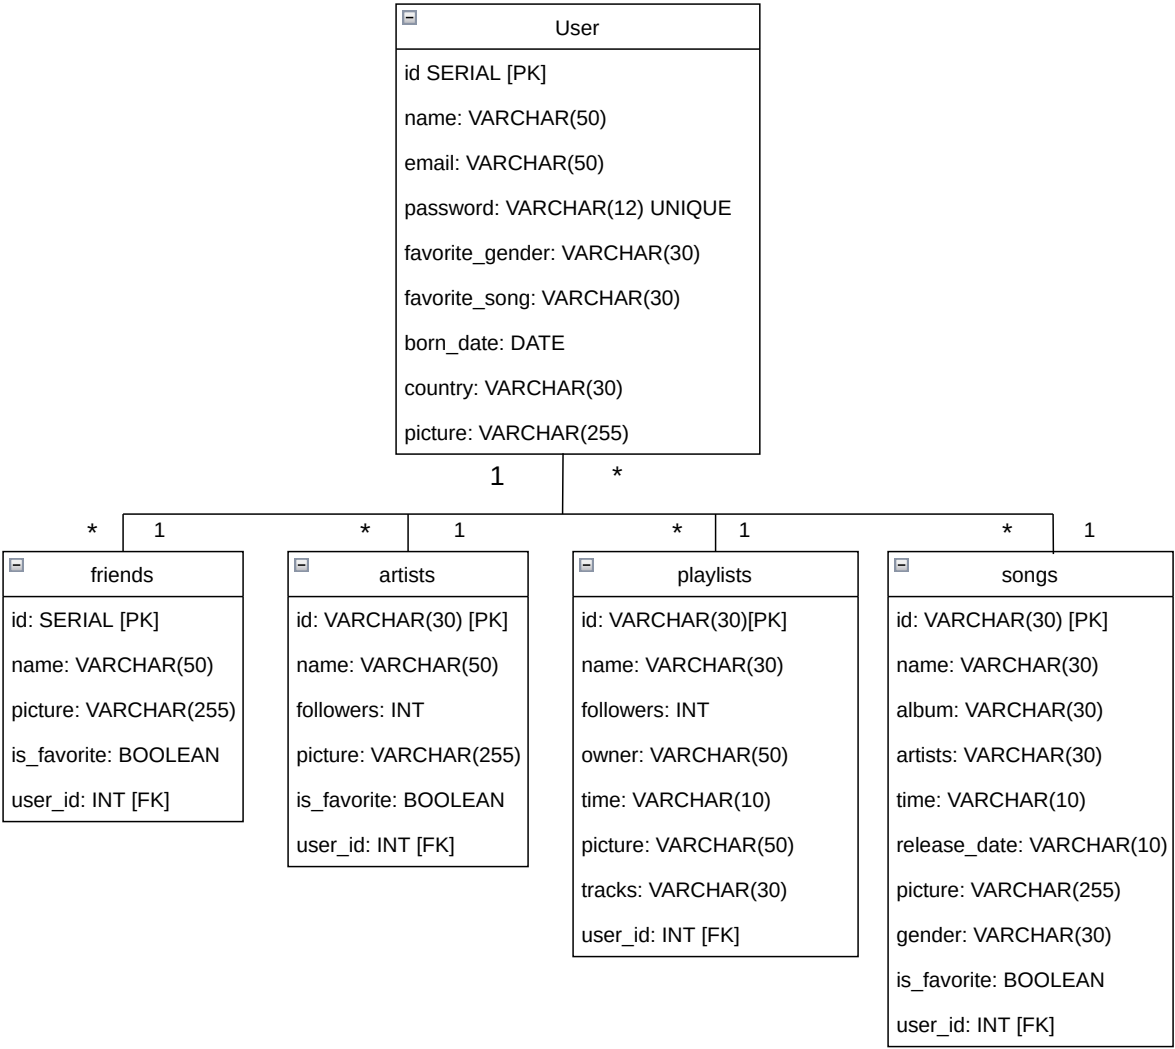 User
id SERIAL [PK]
name: VARCHAR(50)
email: VARCHAR(50)
password: VARCHAR(12) UNIQUE
favorite_gender: VARCHAR(30)
favorite_song: VARCHAR(30)
born_date: DATE
country: VARCHAR(30)
picture: VARCHAR(255)
1 *
* 1 * 1 * 1 * 1
friends
id: SERIAL [PK]
name: VARCHAR(50)
picture: VARCHAR(255)
is_favorite: BOOLEAN
user_id: INT [FK]
artists
id: VARCHAR(30) [PK]
name: VARCHAR(50)
followers: INT
picture: VARCHAR(255)
is_favorite: BOOLEAN
user_id: INT [FK]
playlists
id: VARCHAR(30)[PK]
name: VARCHAR(30)
followers: INT
owner: VARCHAR(50)
time: VARCHAR(10)
picture: VARCHAR(50)
tracks: VARCHAR(30)
user_id: INT [FK]
songs
id: VARCHAR(30) [PK]
name: VARCHAR(30)
album: VARCHAR(30)
artists: VARCHAR(30)
time: VARCHAR(10)
release_date: VARCHAR(10)
picture: VARCHAR(255)
gender: VARCHAR(30)
is_favorite: BOOLEAN
user_id: INT [FK]